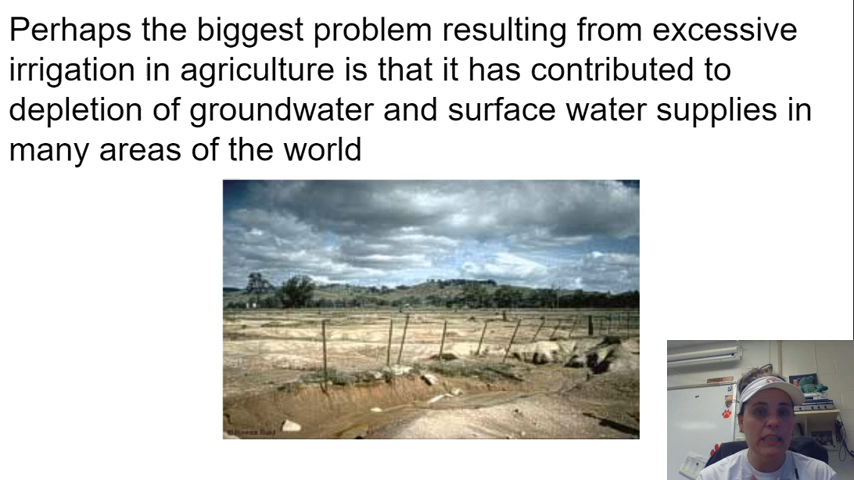 Perhaps the biggest problem resulting from excessive
irrigation in agriculture is that it has contributed to
depletion of groundwater and surface water supplies in
many areas of the world